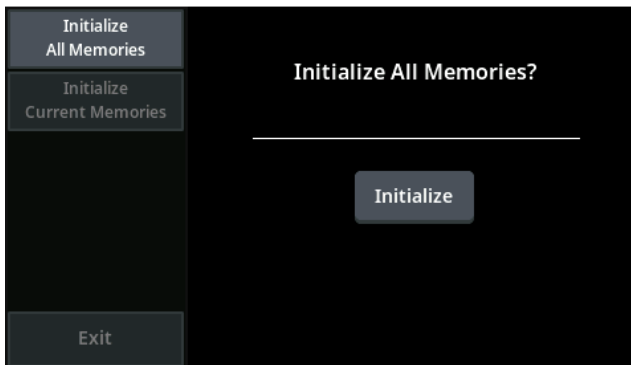 Initialize
All Memories
Initialize
Current Memories
Exit
Initialize All Memories?
Initialize